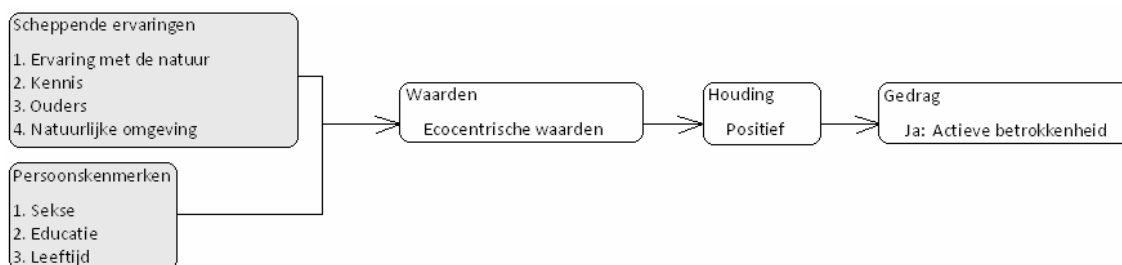 Scheppende ervaringen
1. Ervaring met de natuur
2. Kennis
3. Ouders
4. Natuurlijke omgeving
Persoonskenmerken
1. Sekse
2. Educatie
3. Leeftijd
Waarden
Ecocentrische waarden
Houding
Positief
Gedrag
Ja: Actieve betrokkenheid